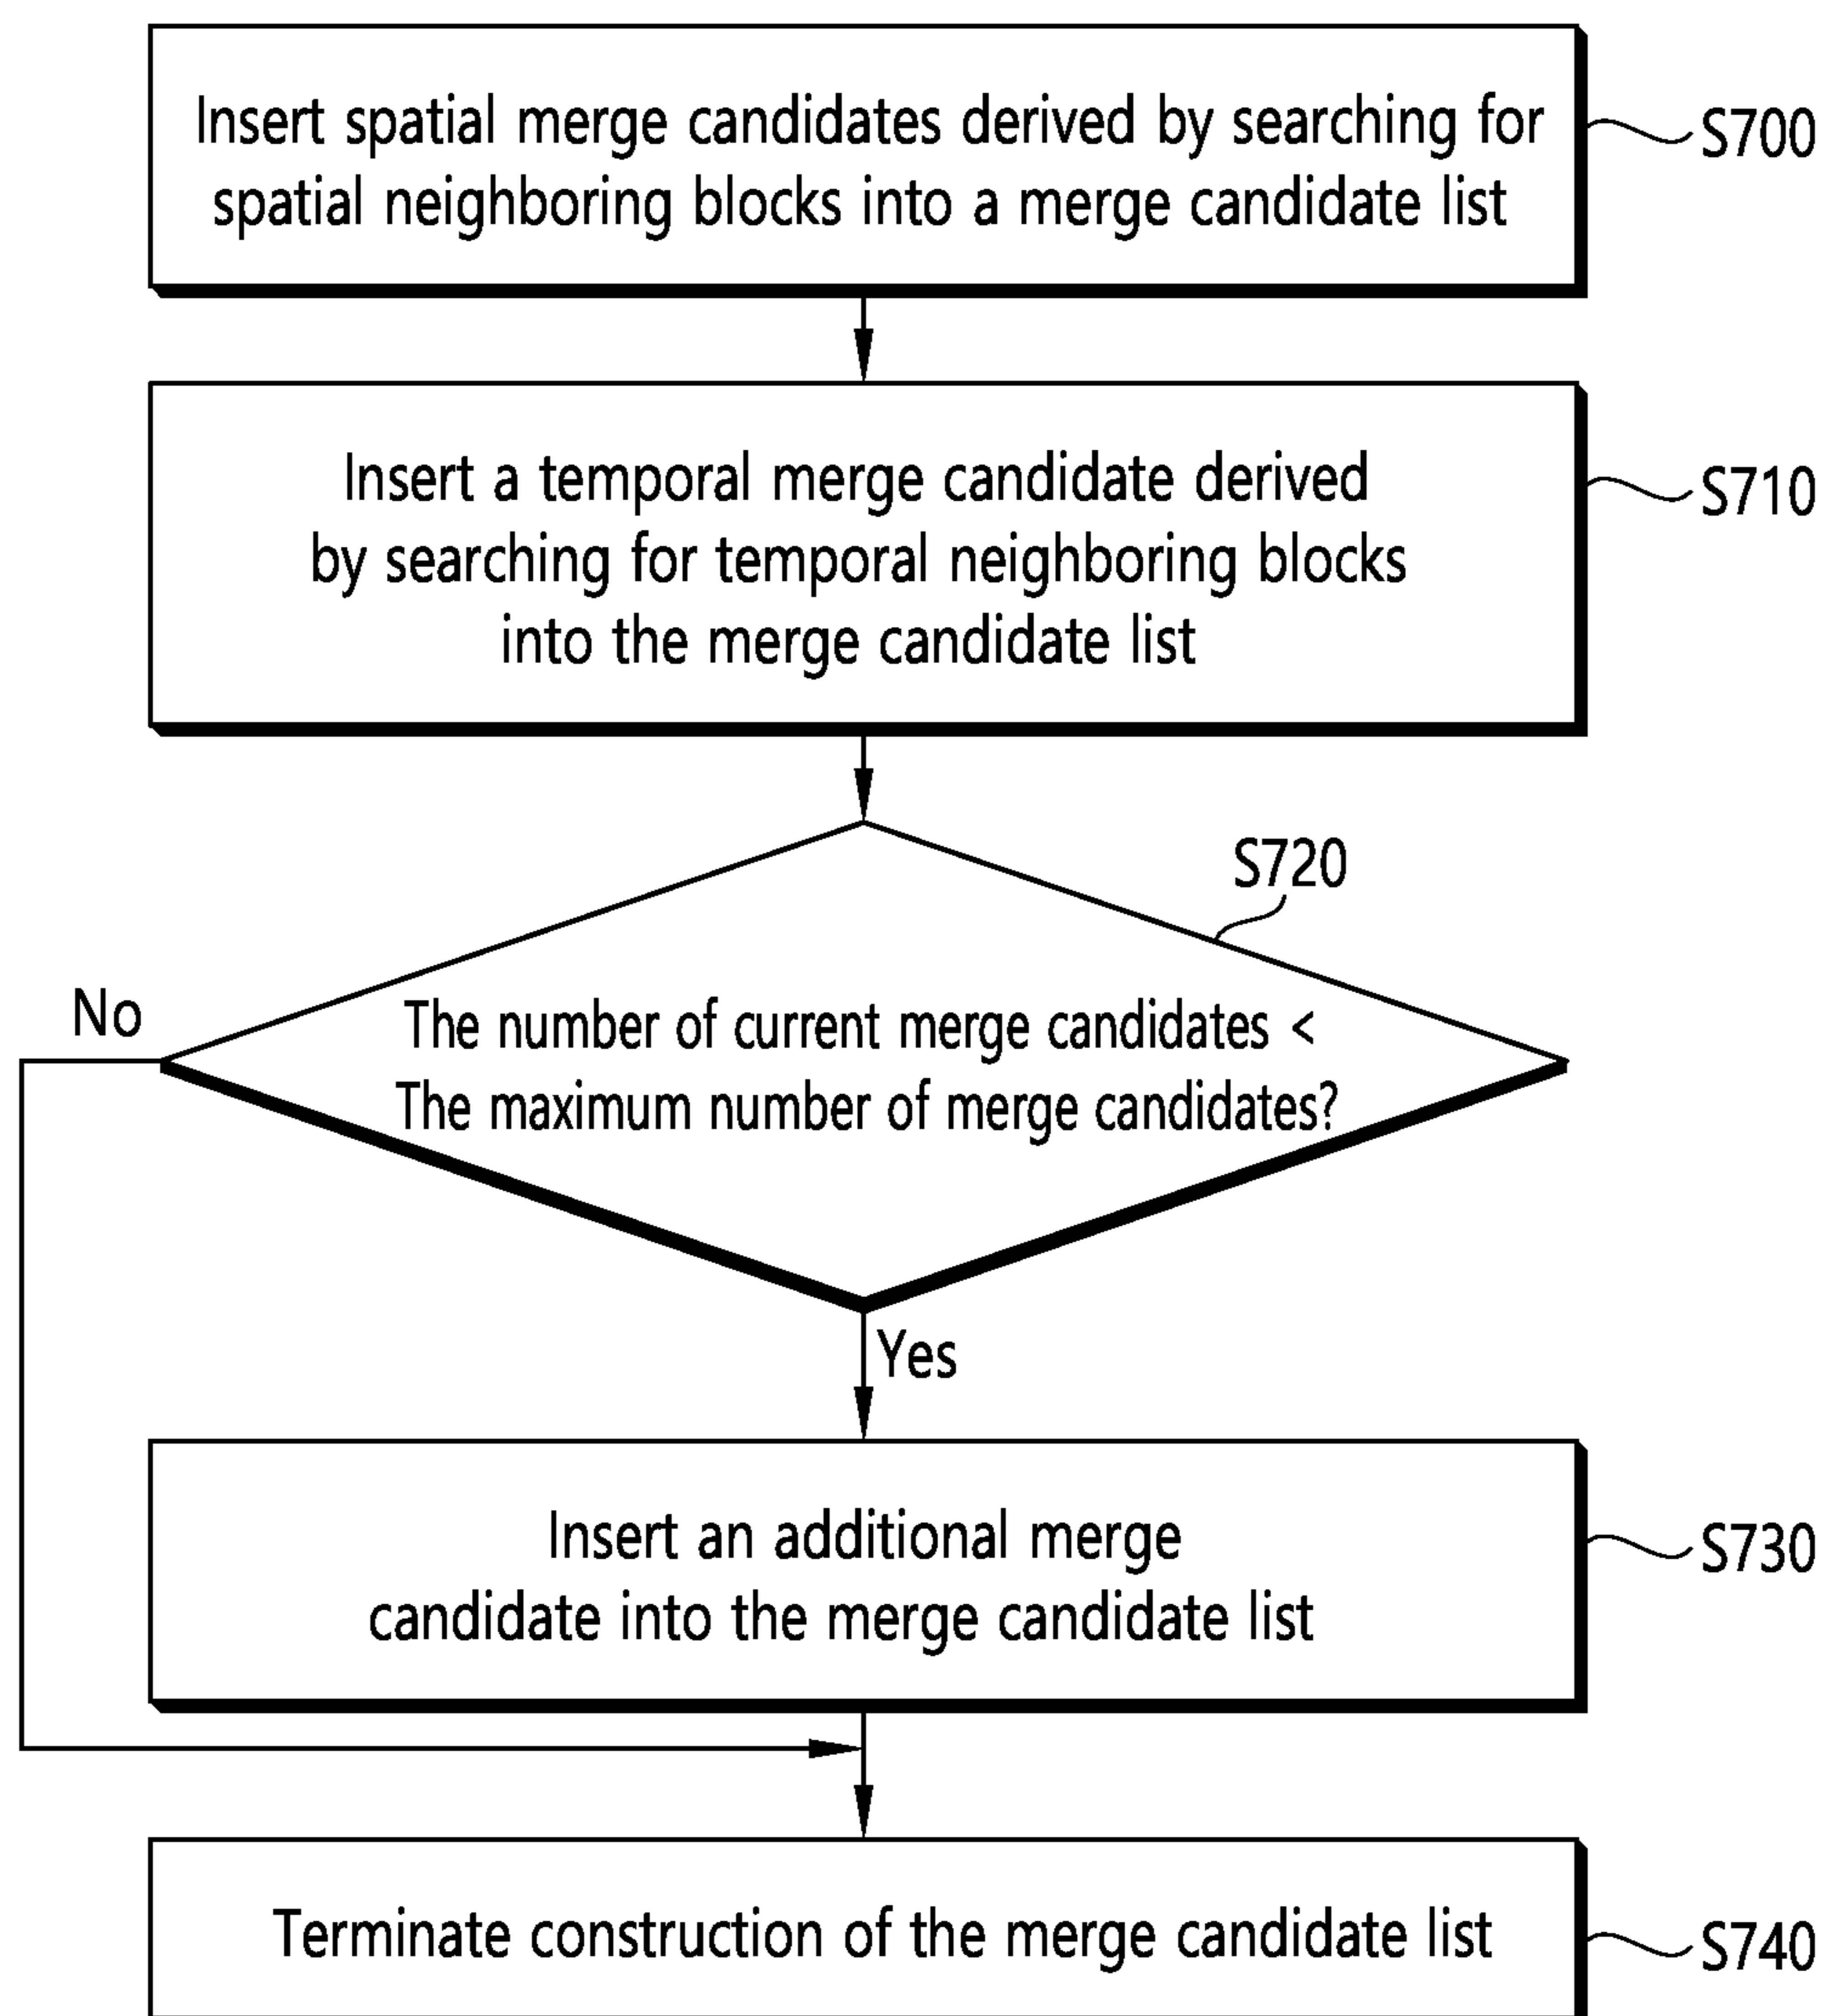 Insert spatial merge candidates derived by searching for
spatial neighboring blocks into a merge candidate list
S700
Insert a temporal merge candidate derived
by searching for temporal neighboring blocks
into the merge candidate list
S710
S720
No
The number of current merge candidates <
The maximum number of merge candidates?
Yes
Insert an additional merge
candidate into the merge candidate list
S730
Terminate construction of the merge candidate list
S740